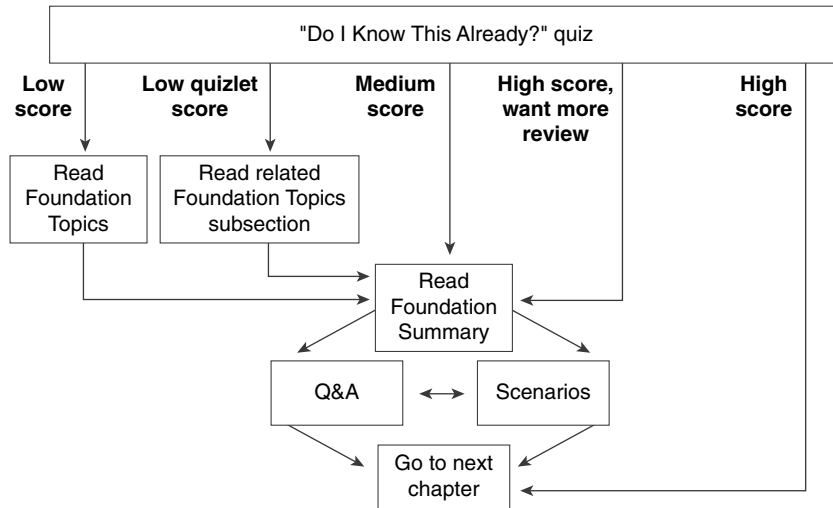 "Do I Know This Already?" quiz
Low
score
Low quizlet
score
Medium
score
High score,
want more
review
High
score
Read
Foundation
Topics
Read related
Foundation Topics
subsection
Read
Foundation
Summary
Q&A
Scenarios
Go to next
chapter